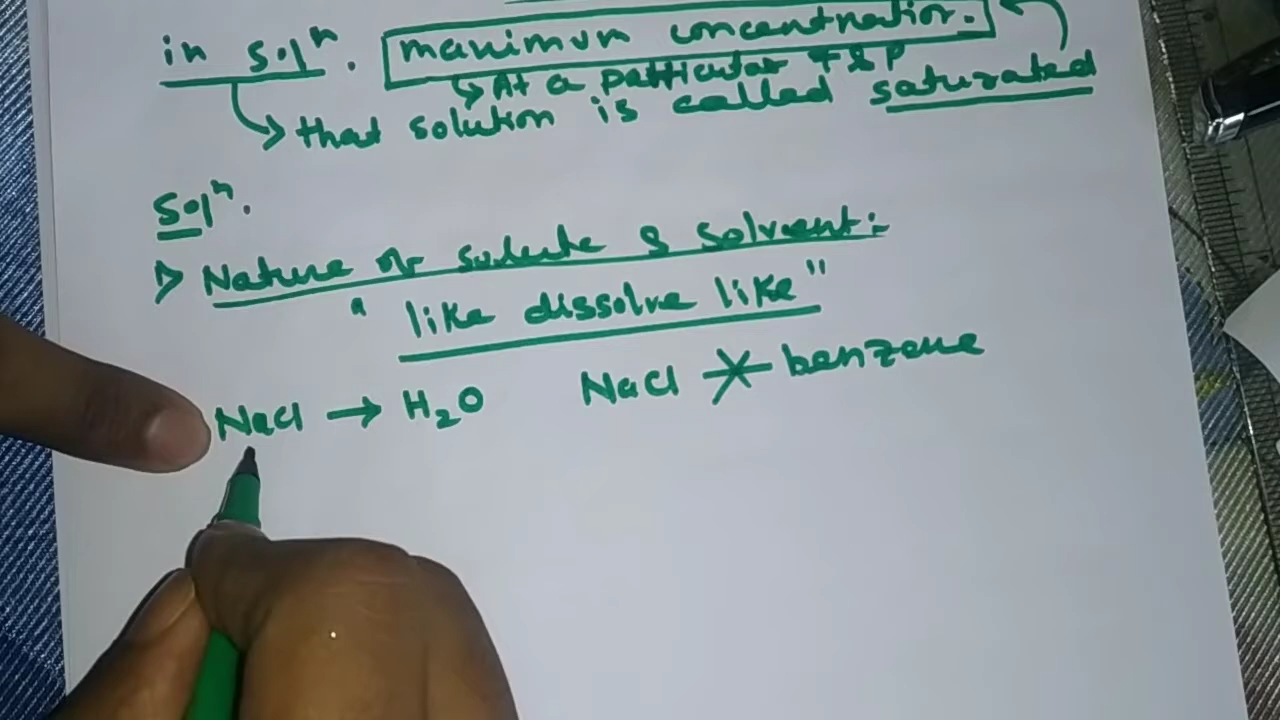 in solⁿ. maximum concentration.
↳ At a particular T & P
↳ that solution is called saturated
Solⁿ.
▷ Nature of solute & solvent:-
" like dissolve like "
NaCl → H₂O NaCl benzene